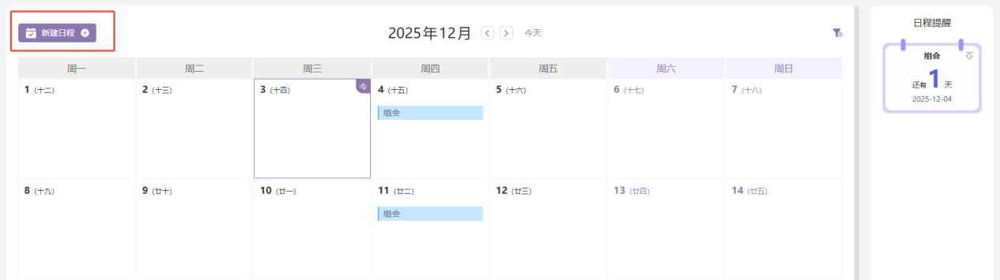 新建日程
2025年12月
今天
周一 周二 周三 周四 周五 周六 周日
1 (十二) 2 (十三) 3 (十四) 今 4 (十五) 5 (十六) 6 (十七) 7 (十八)
组会
8 (十九) 9 (廿十) 10 (廿一) 11 (廿二) 12 (廿三) 13 (廿四) 14 (廿五)
组会
日程提醒
组会
还有 1 天
2025-12-04